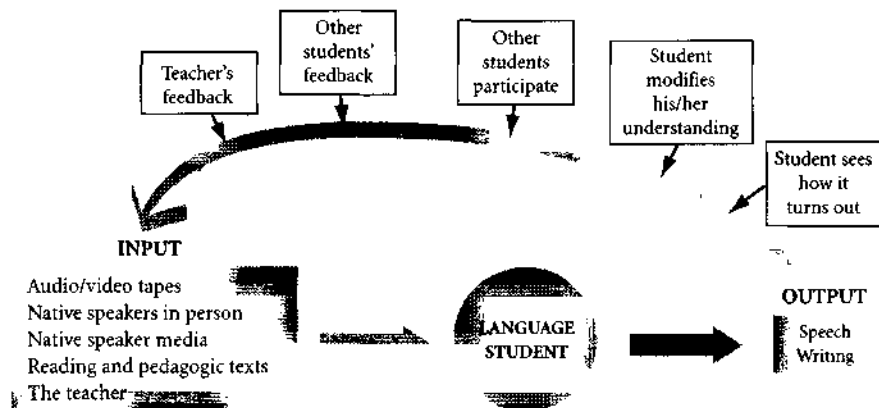 Teacher's
feedback
Other
students'
feedback
Other
students
participate
Student
modifies
his/her
understanding
Student sees
how it
turns out
INPUT
Audio/video tapes
Native speakers in person
Native speaker media
Reading and pedagogic texts
The teacher
LANGUAGE
STUDENT
OUTPUT
Speech
Writing